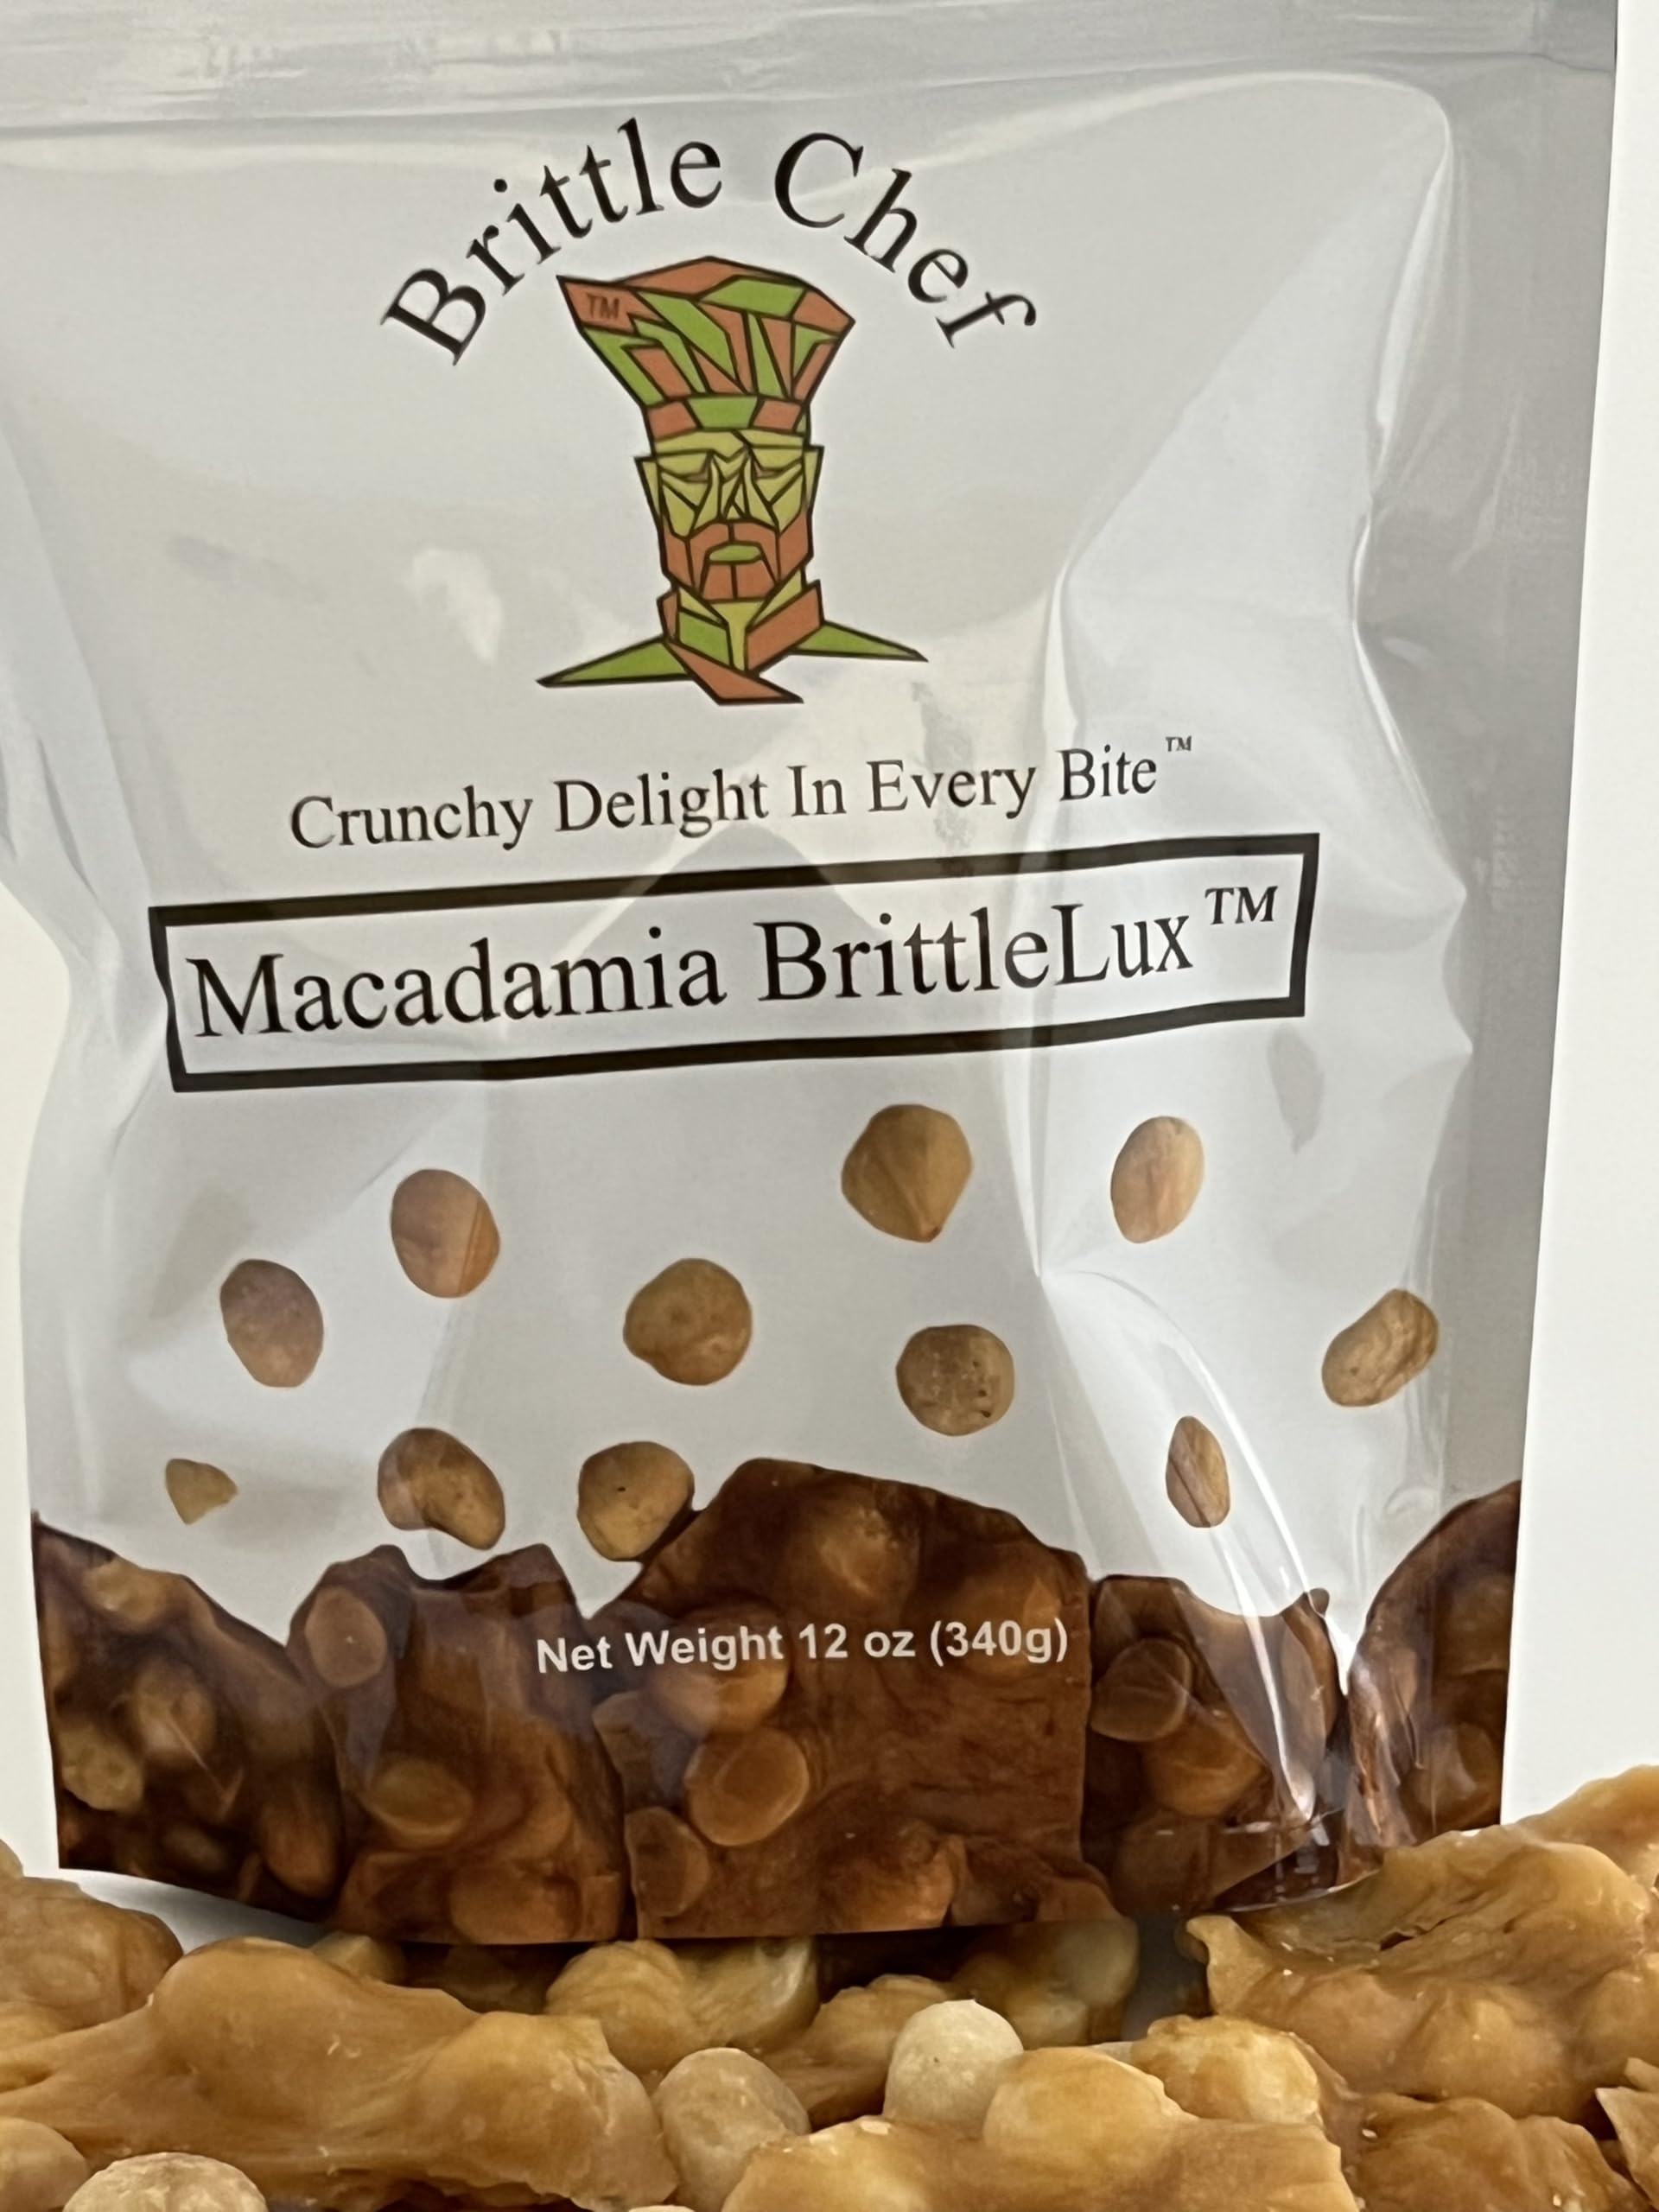 Brittle Chef
TM
Crunchy Delight In Every Bite™
Macadamia BrittleLux™
Net Weight 12 oz (340g)